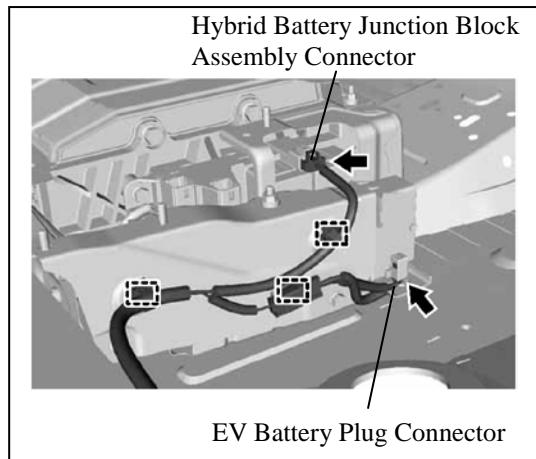 Hybrid Battery Junction Block
Assembly Connector
EV Battery Plug Connector